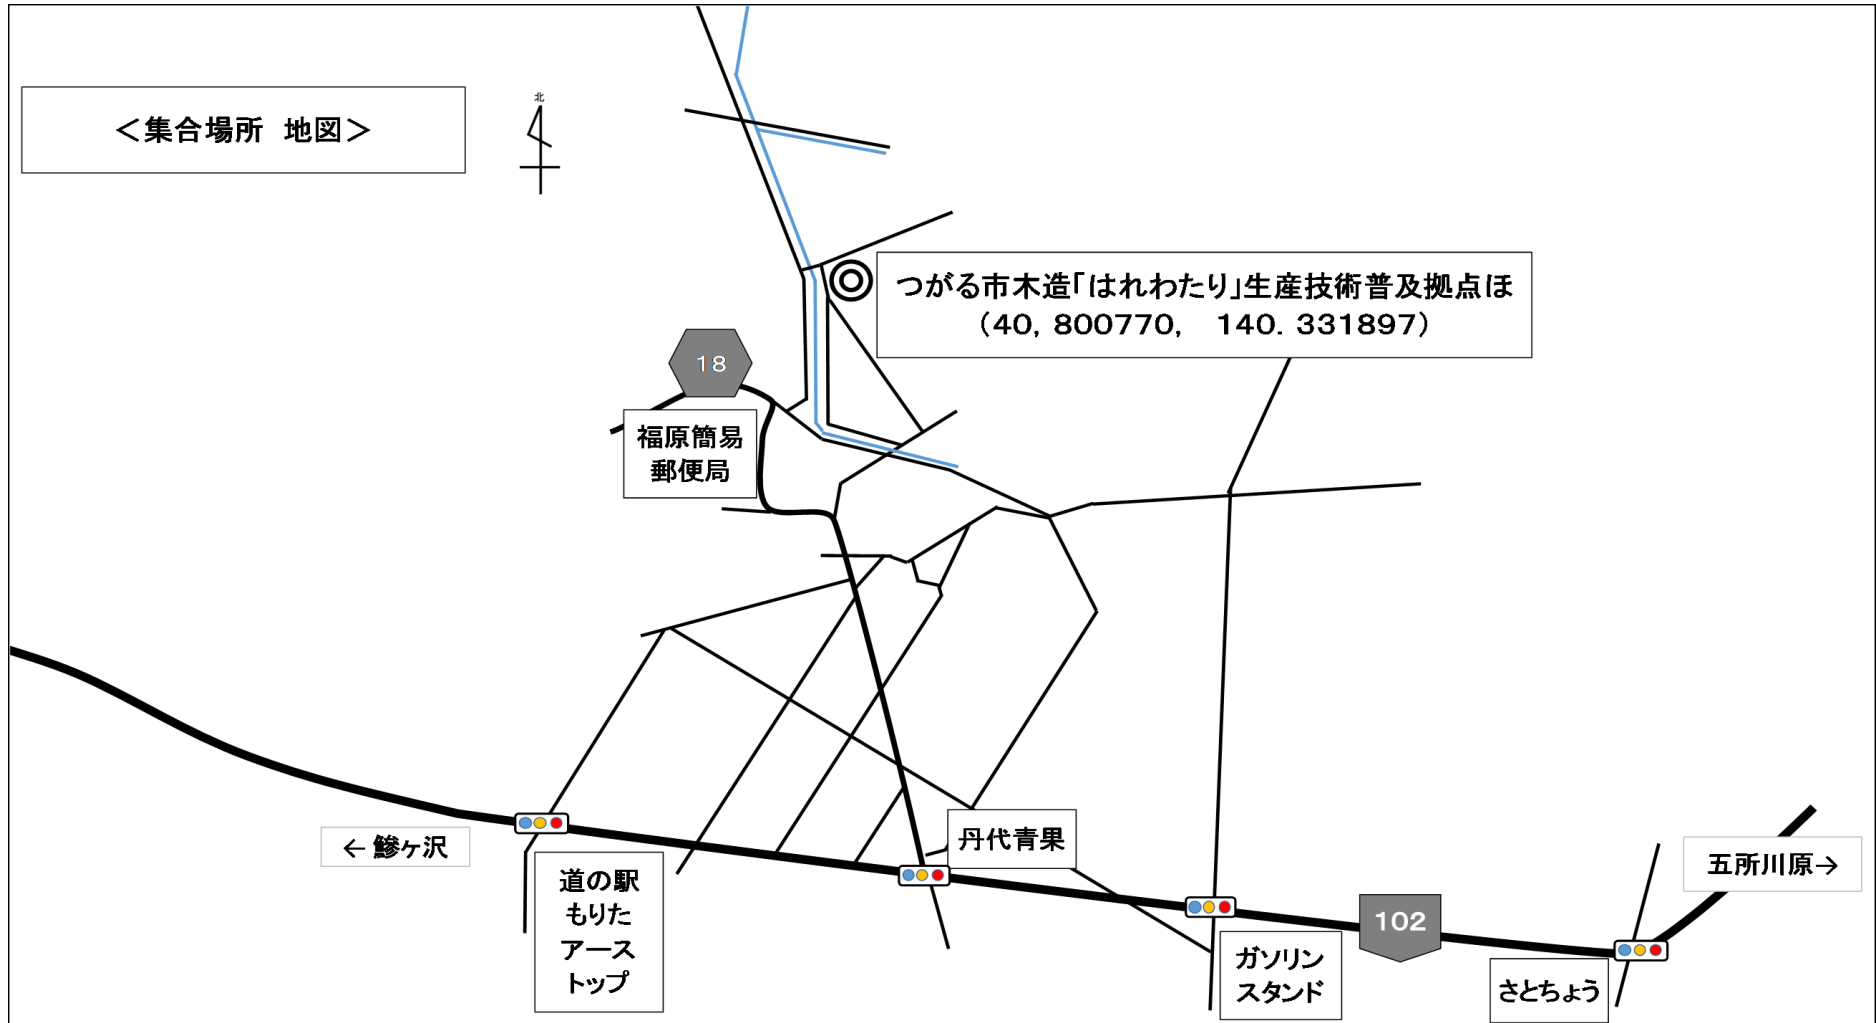 ＜集合場所 地図＞
北
つがる市木造「はれわたり」生産技術普及拠点ほ
（40, 800770, 140. 331897）
18
福原簡易
郵便局
←鰺ヶ沢
道の駅
もりた
アース
トップ
丹代青果
五所川原→
102
ガソリン
スタンド
さとちょう